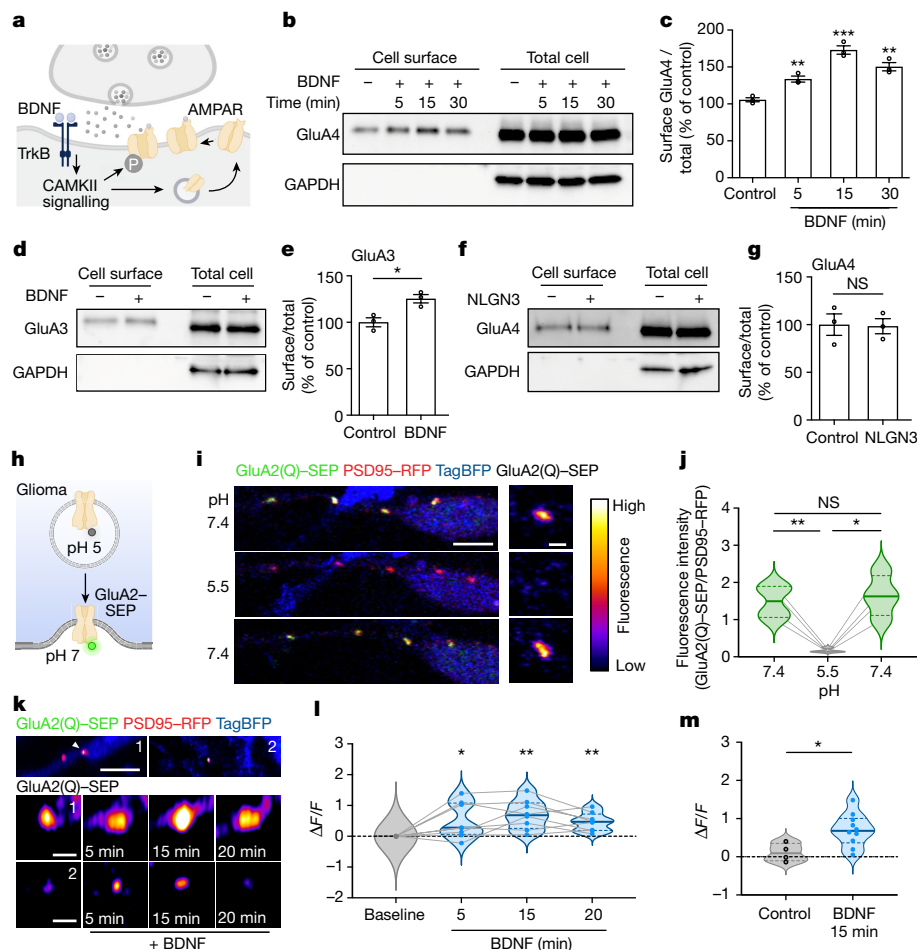 a
BDNF
AMPAR
TrkB
P
CAMKII
signalling
b
Cell surface Total cell
BDNF − + + + − + + +
Time (min) 5 15 30 5 15 30
GluA4
GAPDH
c
Surface GluA4 /
total (% of control)
200
150
100
50
0
** *** **
Control 5 15 30
BDNF (min)
d
Cell surface Total cell
BDNF − + − +
GluA3
GAPDH
e
GluA3
Surface/total
(% of control)
150
100
50
0
*
Control BDNF
f
Cell surface Total cell
NLGN3 − + − +
GluA4
GAPDH
g
GluA4
Surface/total
(% of control)
150
100
50
0
NS
Control NLGN3
h
Glioma
pH 5
GluA2–
SEP
pH 7
i
GluA2(Q)–SEP PSD95–RFP TagBFP GluA2(Q)–SEP
pH
7.4
5.5
7.4
High
Fluorescence
Low
j
Fluorescence intensity
(GluA2(Q)–SEP/PSD95–RFP)
4
3
2
1
0
NS
** *
7.4 5.5 7.4
pH
k
GluA2(Q)–SEP PSD95–RFP TagBFP
1 2
GluA2(Q)–SEP
1
5 min 15 min 20 min
2
5 min 15 min 20 min
+ BDNF
l
ΔF/F
3
2
1
0
−1
−2
* ** **
Baseline 5 15 20
BDNF (min)
m
ΔF/F
3
2
1
0
−1
*
Control BDNF
15 min